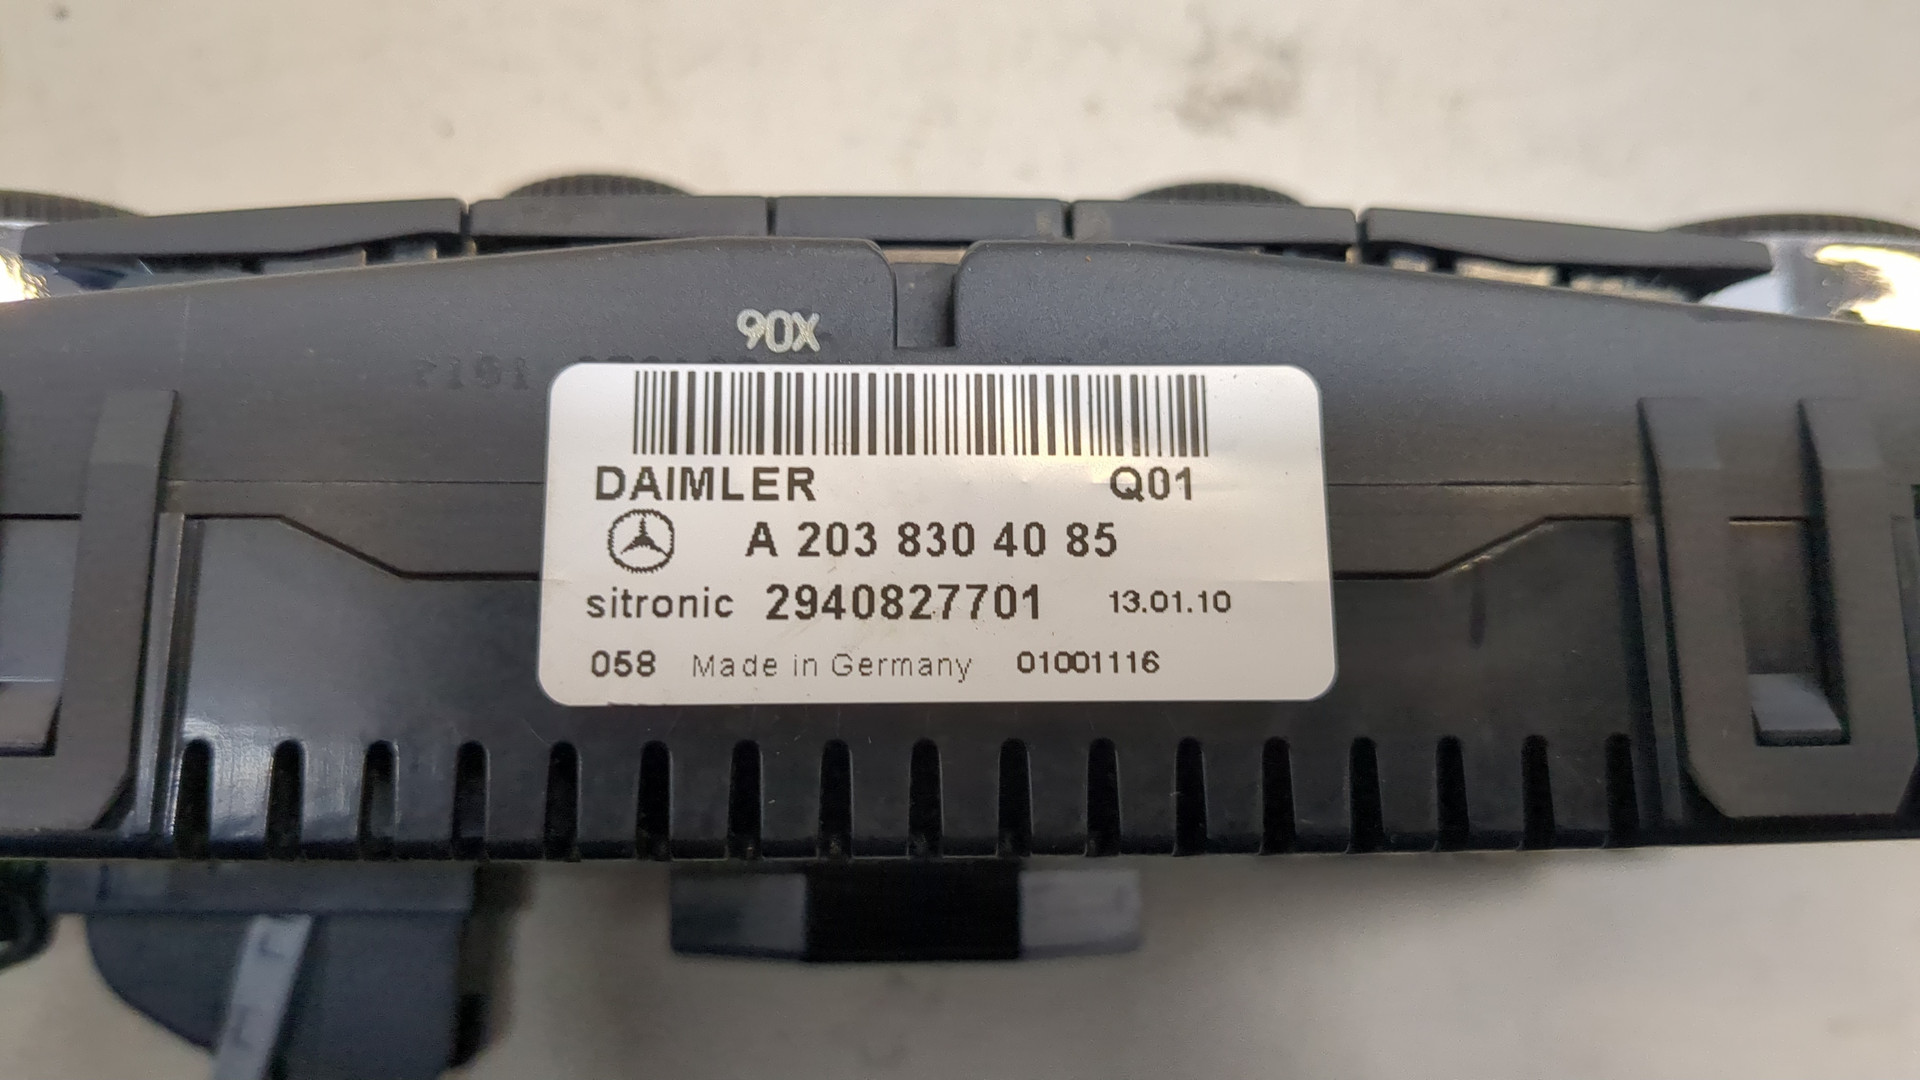 90X
DAIMLER Q01
A 203 830 40 85
sitronic 2940827701 13.01.10
058 Made in Germany 01001116